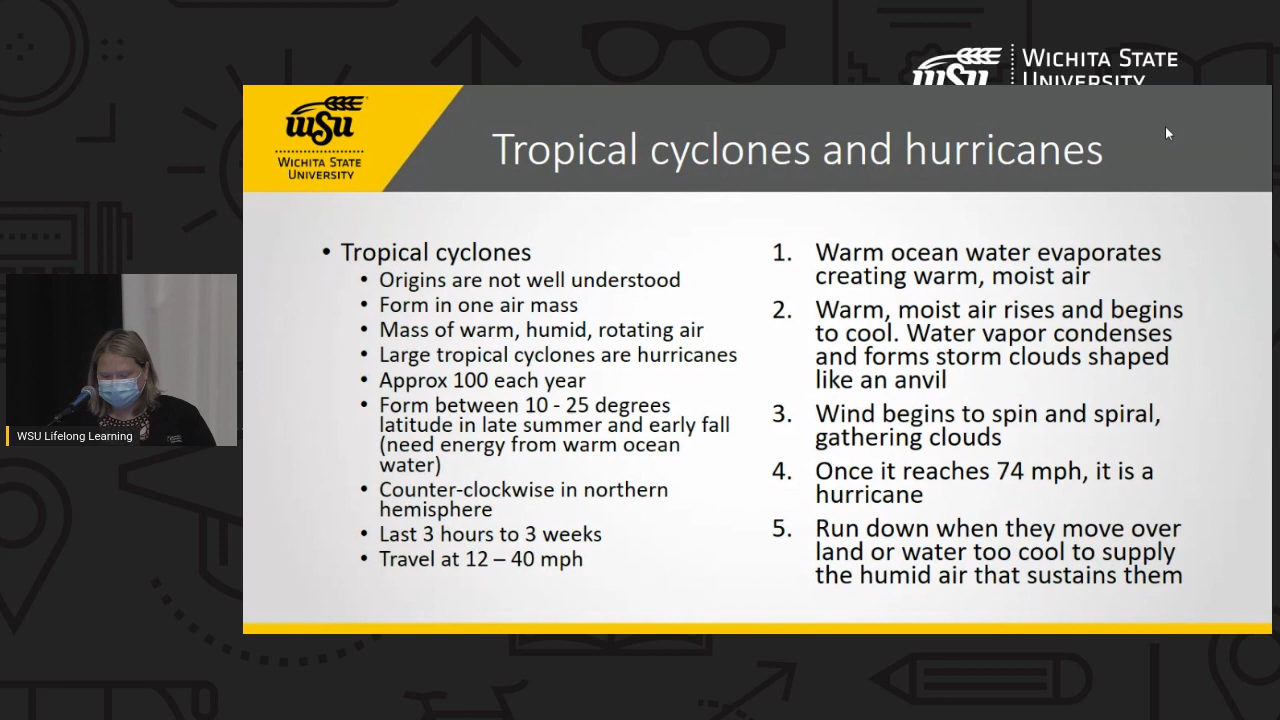 WICHITA STATE
UNIVERSITY
wsu
WICHITA STATE
UNIVERSITY
Tropical cyclones and hurricanes
• Tropical cyclones
• Origins are not well understood
• Form in one air mass
• Mass of warm, humid, rotating air
• Large tropical cyclones are hurricanes
• Approx 100 each year
• Form between 10 - 25 degrees
latitude in late summer and early fall
(need energy from warm ocean
water)
• Counter-clockwise in northern
hemisphere
• Last 3 hours to 3 weeks
• Travel at 12 – 40 mph
1. Warm ocean water evaporates
creating warm, moist air
2. Warm, moist air rises and begins
to cool. Water vapor condenses
and forms storm clouds shaped
like an anvil
3. Wind begins to spin and spiral,
gathering clouds
4. Once it reaches 74 mph, it is a
hurricane
5. Run down when they move over
land or water too cool to supply
the humid air that sustains them
WSU Lifelong Learning